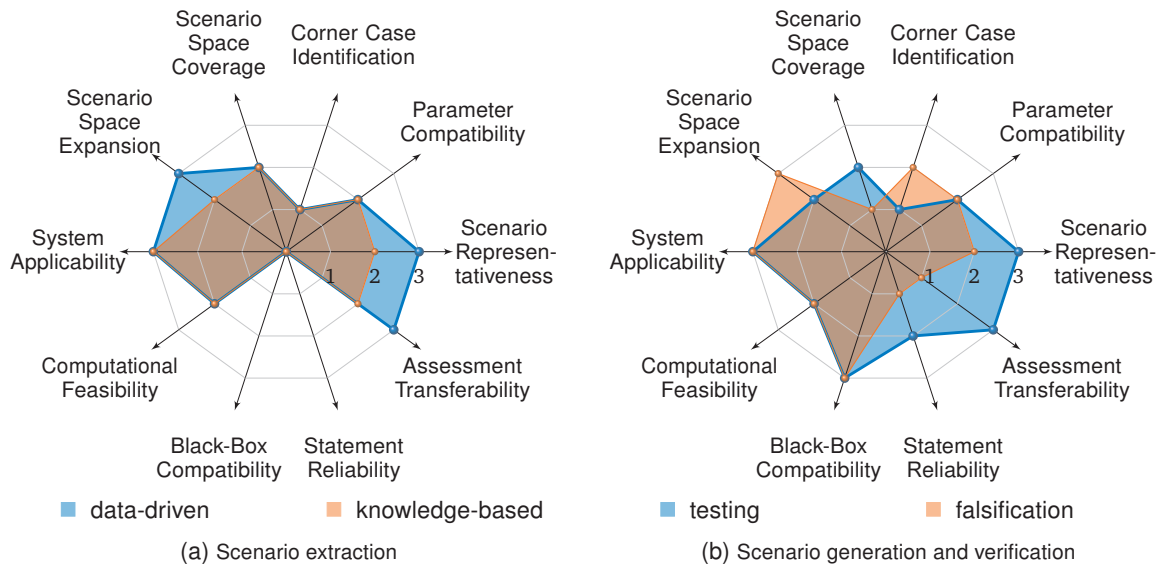 Scenario
Space
Coverage
Corner Case
Identification
Parameter
Compatibility
Scenario
Represen-
tativeness
Assessment
Transferability
Statement
Reliability
Black-Box
Compatibility
Computational
Feasibility
System
Applicability
Scenario
Space
Expansion
1
2
3
data-driven
knowledge-based
(a) Scenario extraction
Scenario
Space
Coverage
Corner Case
Identification
Parameter
Compatibility
Scenario
Represen-
tativeness
Assessment
Transferability
Statement
Reliability
Black-Box
Compatibility
Computational
Feasibility
System
Applicability
Scenario
Space
Expansion
1
2
3
testing
falsification
(b) Scenario generation and verification